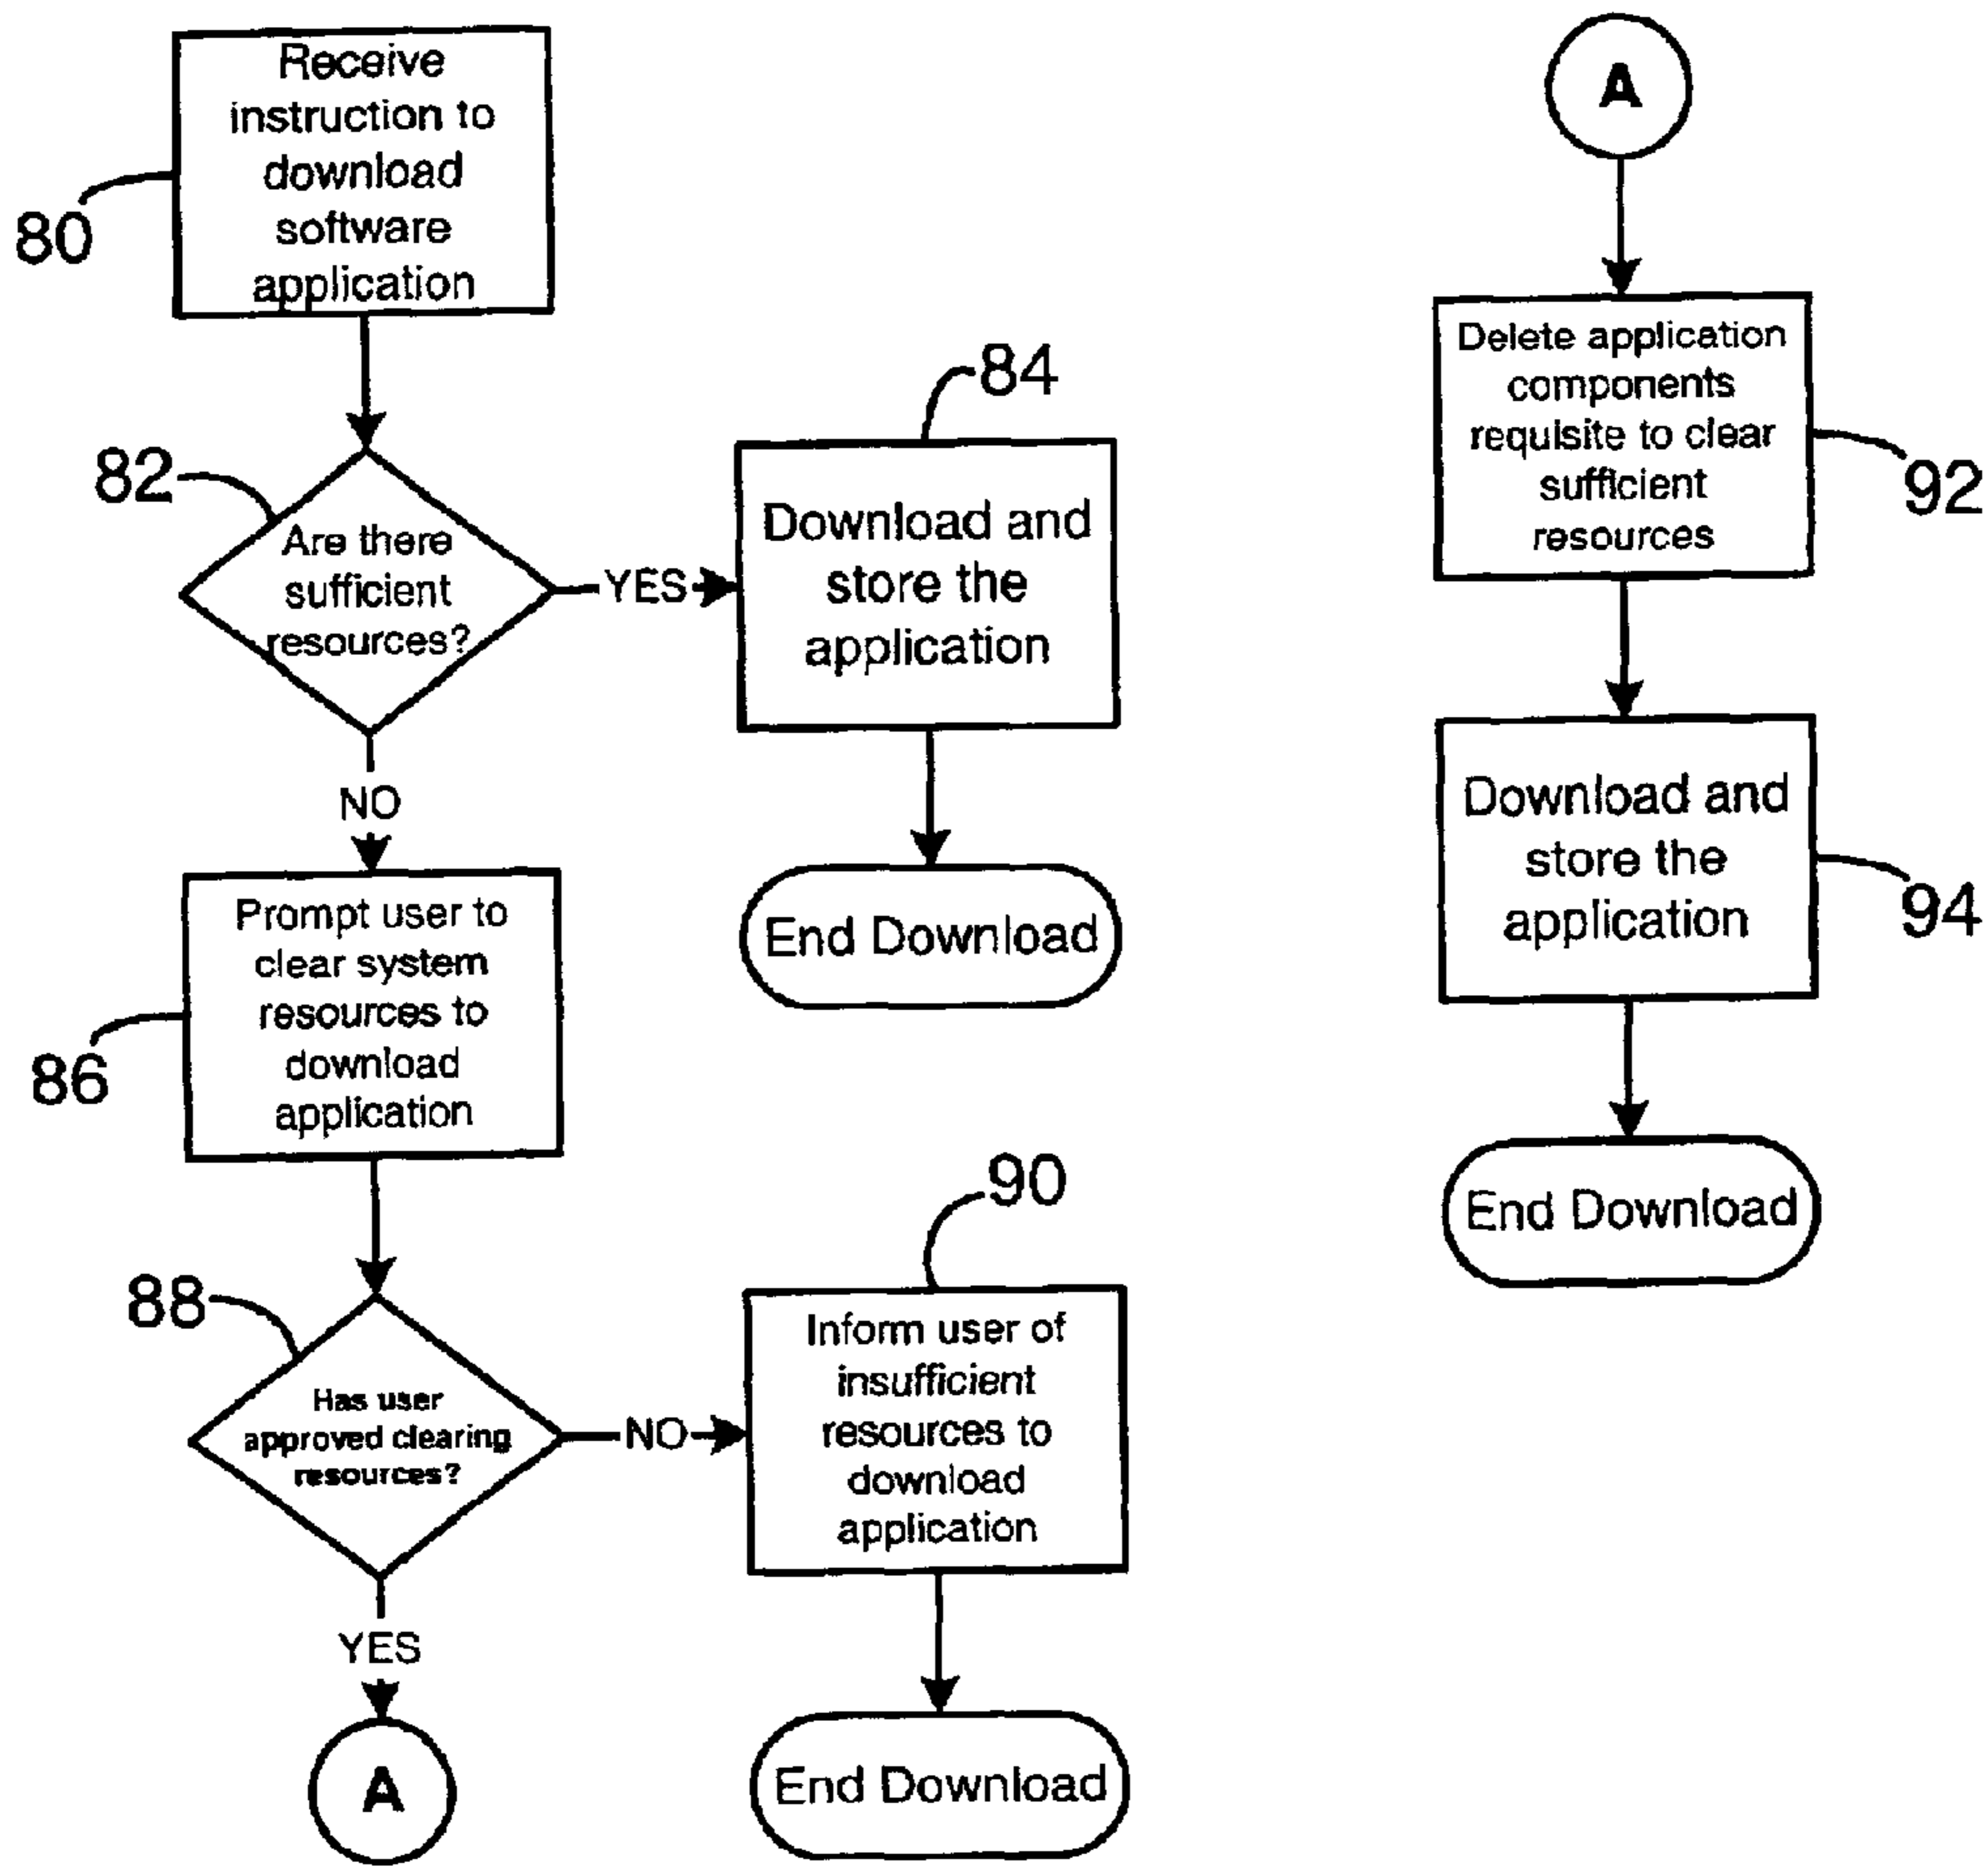 Receive
instruction to
download
software
application
80
82
Are there
sufficient
resources?
YES
84
Download and
store the
application
End Download
NO
Prompt user to
clear system
resources to
download
application
86
88
Has user
approved clearing
resources?
NO
90
Inform user of
insufficient
resources to
download
application
End Download
YES
A
A
Delete application
components
requisite to clear
sufficient
resources
92
Download and
store the
application
94
End Download